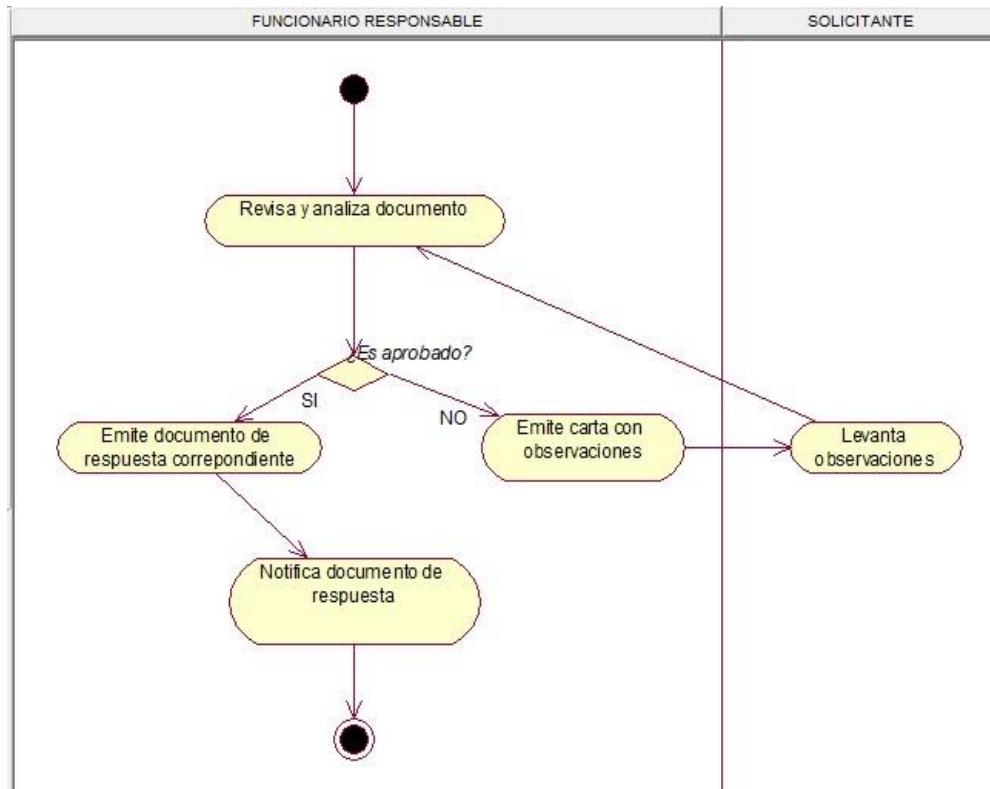 FUNCIONARIO RESPONSABLE
SOLICITANTE
Revisa y analiza documento
¿Es aprobado?
SI
NO
Emite documento de
respuesta correpondiente
Emite carta con
observaciones
Levanta
observaciones
Notifica documento de
respuesta